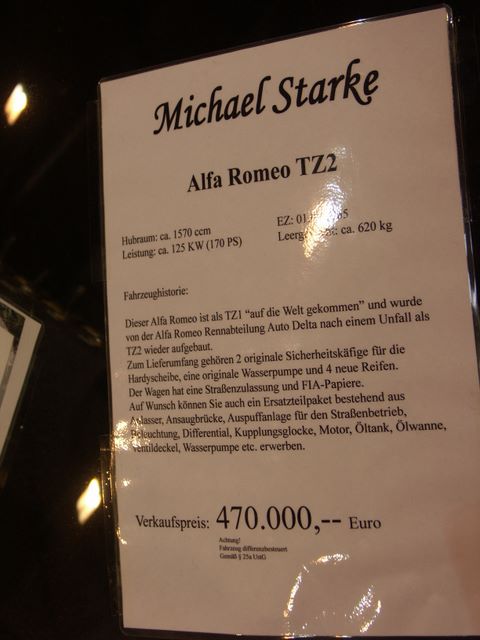 Michael Starke
Alfa Romeo TZ2
Hubraum: ca. 1570 ccm
Leistung: ca. 125 KW (170 PS)
EZ:
ca. 620 kg
Fahrzeughistorie:
Dieser Alfa Romeo ist als TZ1 "auf die Welt gekommen" und wurde
von der Alfa Romeo Rennabteilung Auto Delta nach einem Unfall als
TZ2 wieder aufgebaut.
Zum Lieferumfang gehören 2 originale Sicherheitskäfige für die
Hardyscheibe, eine originale Wasserpumpe und 4 neue Reifen.
Der Wagen hat eine Straßenzulassung und FIA-Papiere.
Auf Wunsch können Sie auch ein Ersatzteilpaket bestehend aus
Anlasser, Ansaugbrücke, Auspuffanlage für den Straßenbetrieb,
Beleuchtung, Differential, Kupplungsglocke, Motor, Öltank, Ölwanne,
Ventildeckel, Wasserpumpe etc. erwerben.
Verkaufspreis: 470.000,-- Euro
Achtung!
Fahrzeug differenzbesteuert
Gemäß § 25a UstG